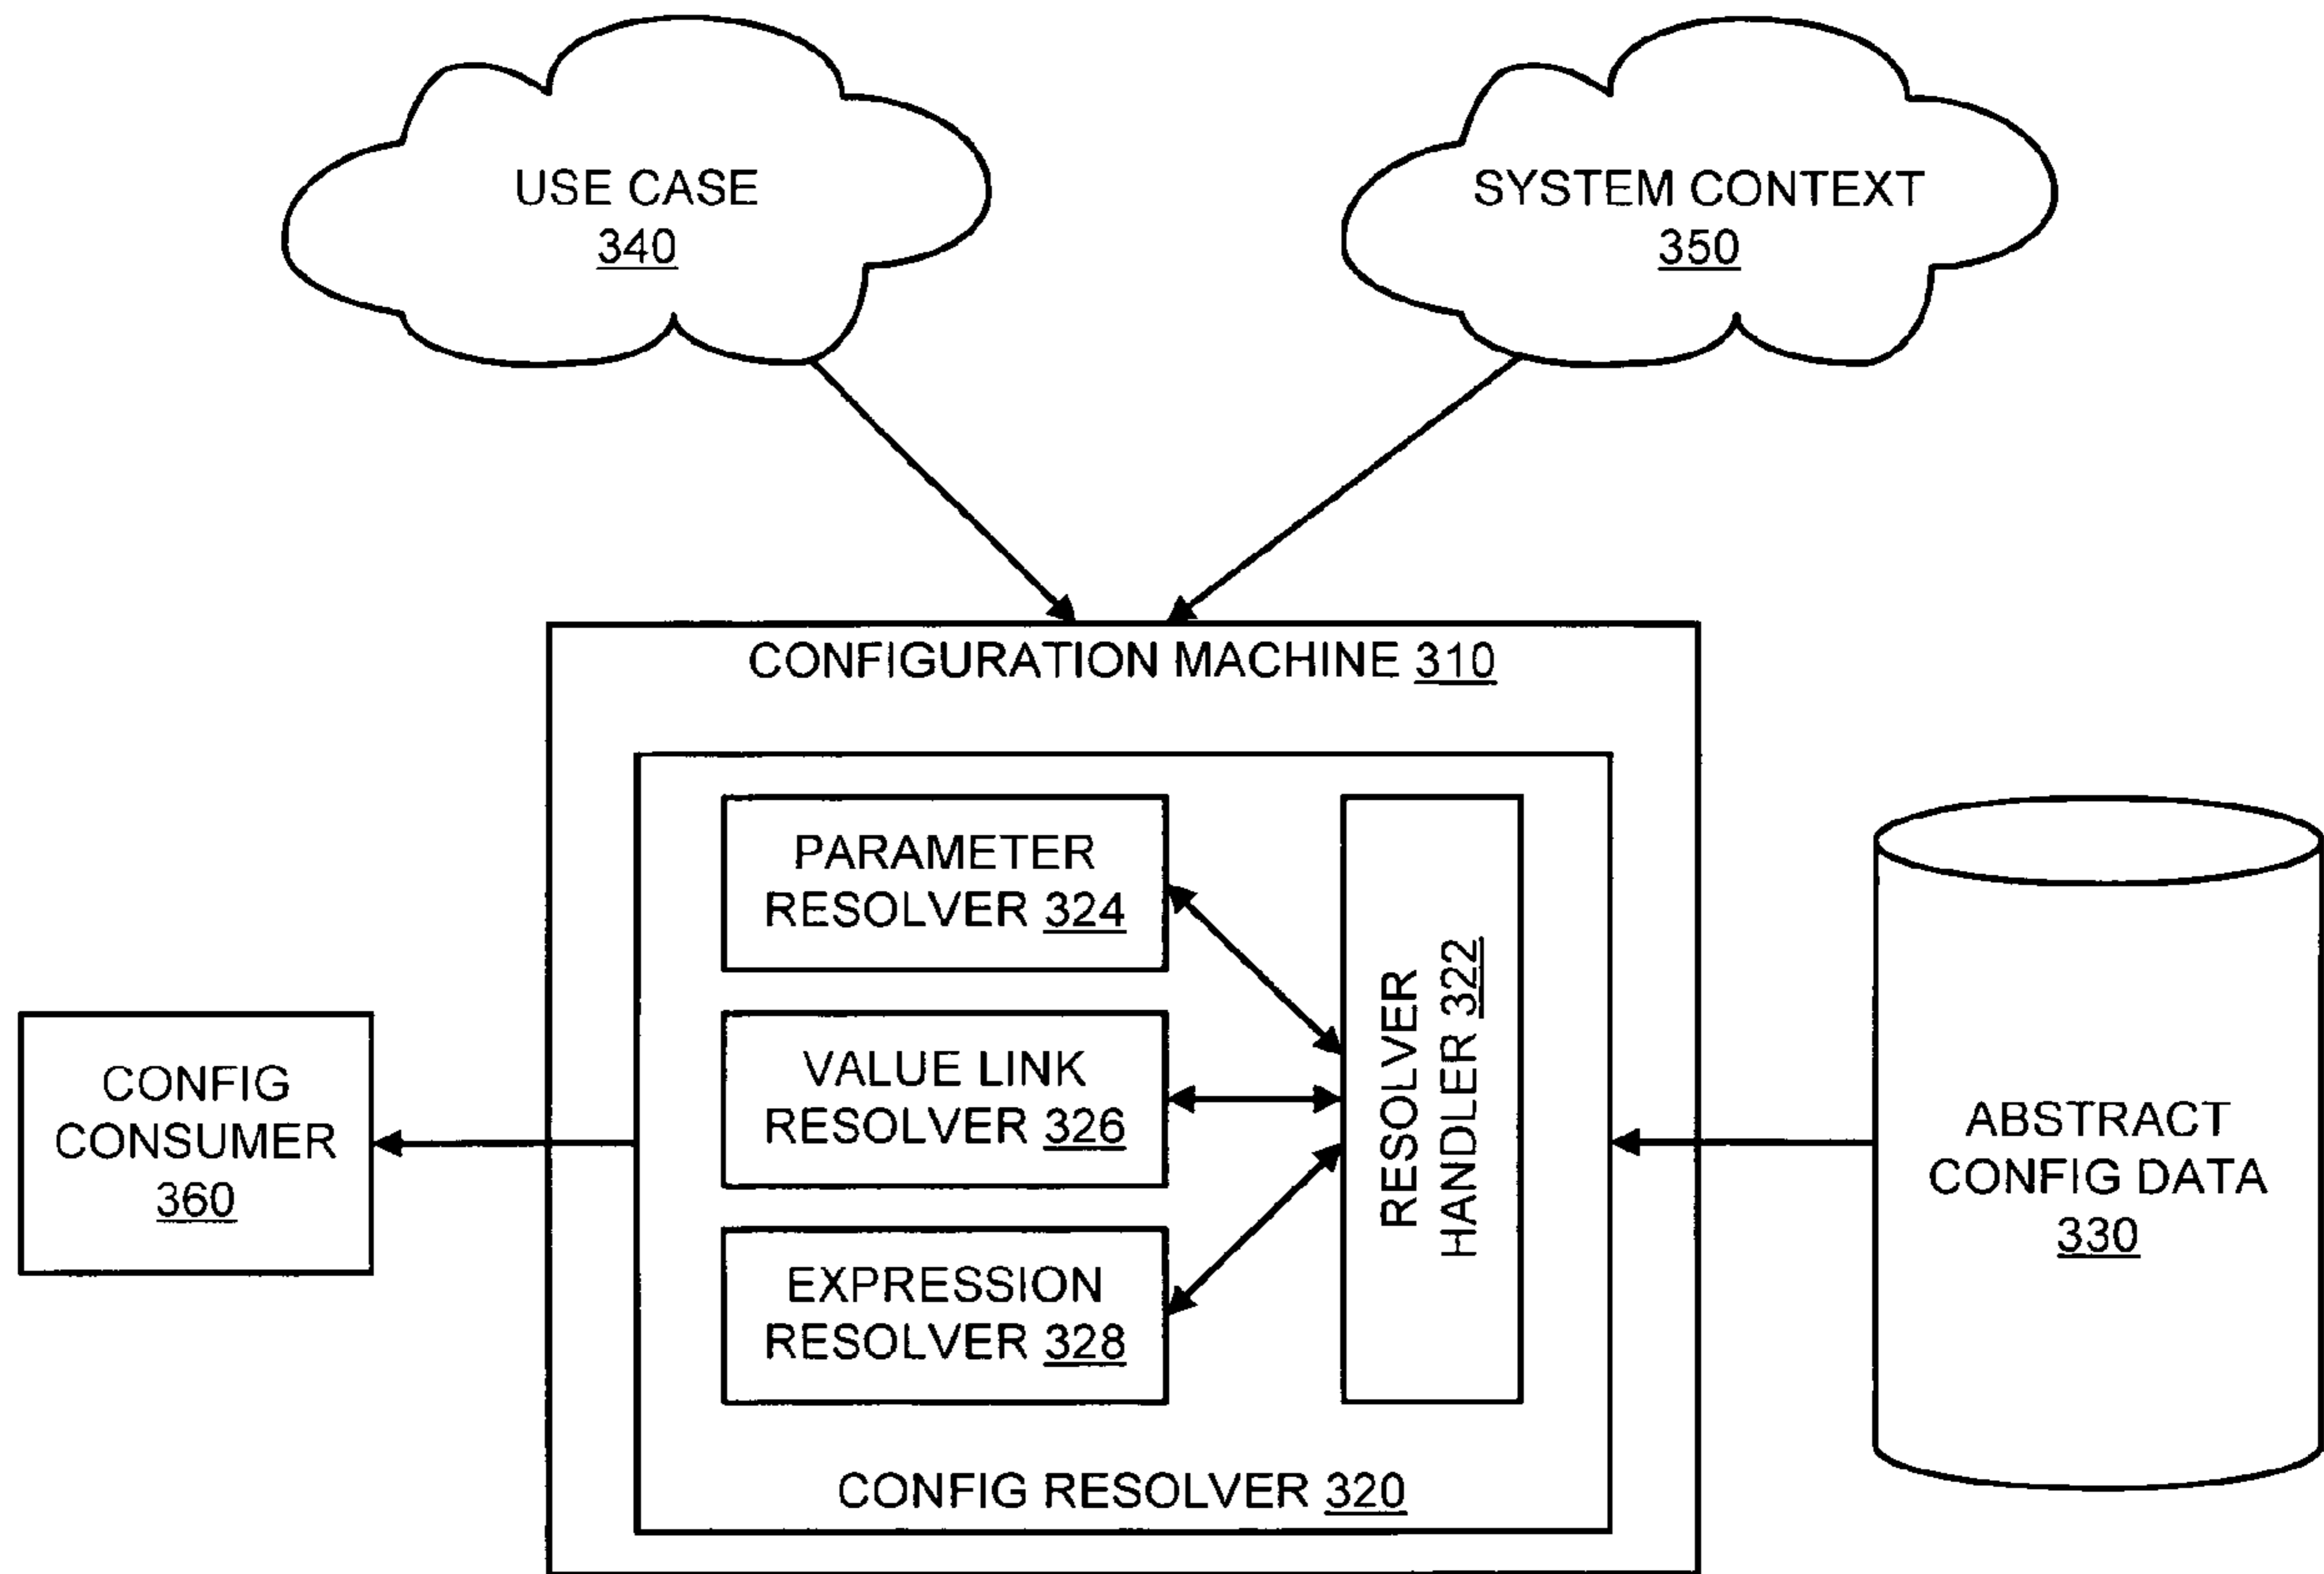 USE CASE
340
SYSTEM CONTEXT
350
CONFIGURATION MACHINE 310
PARAMETER
RESOLVER 324
VALUE LINK
RESOLVER 326
EXPRESSION
RESOLVER 328
RESOLVER
HANDLER 322
CONFIG RESOLVER 320
CONFIG
CONSUMER
360
ABSTRACT
CONFIG DATA
330